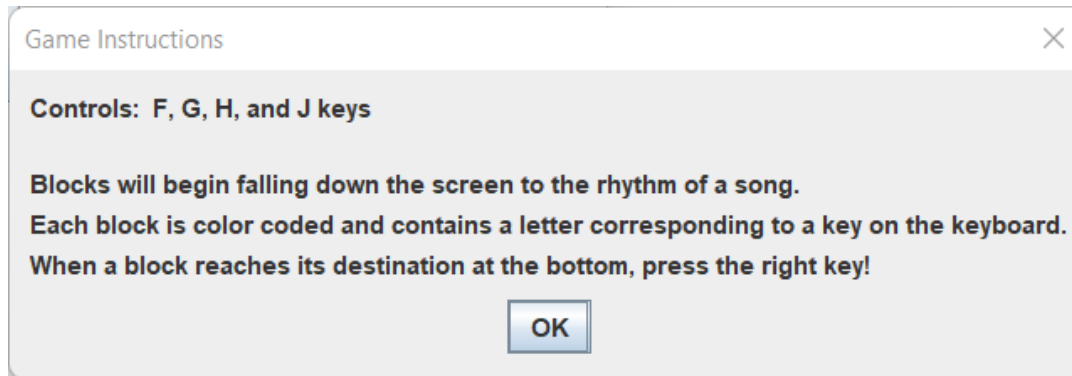 Game Instructions
Controls:  F, G, H, and J keys
Blocks will begin falling down the screen to the rhythm of a song.
Each block is color coded and contains a letter corresponding to a key on the keyboard.
When a block reaches its destination at the bottom, press the right key!
OK